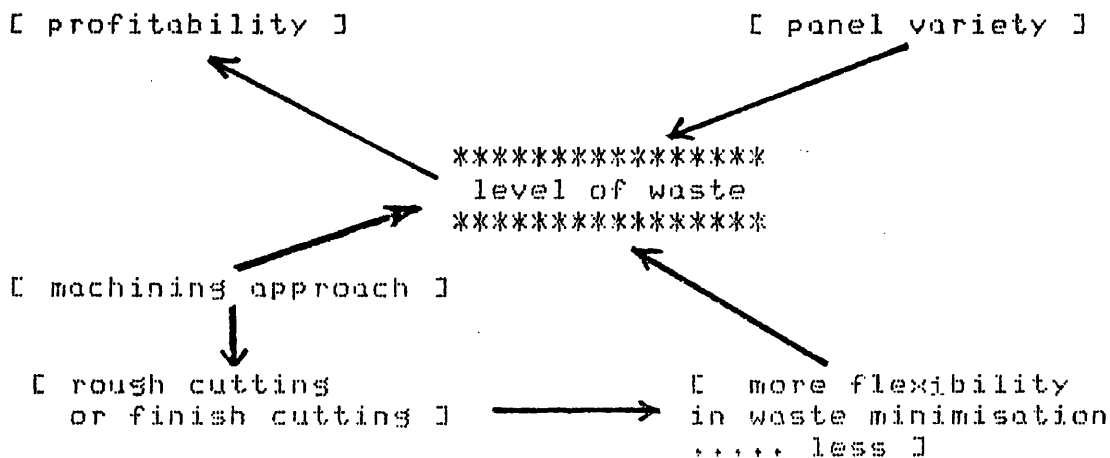 [ profitability ]
[ panel variety ]
****************
level of waste
****************
[ machining approach ]
[ rough cutting
or finish cutting ]
[ more flexibility
in waste minimisation
..... less ]